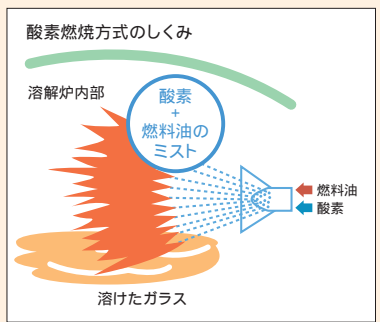 酸素燃焼方式のしくみ
溶解炉内部
酸素
+
燃料油の
ミスト
燃料油
酸素
溶けたガラス